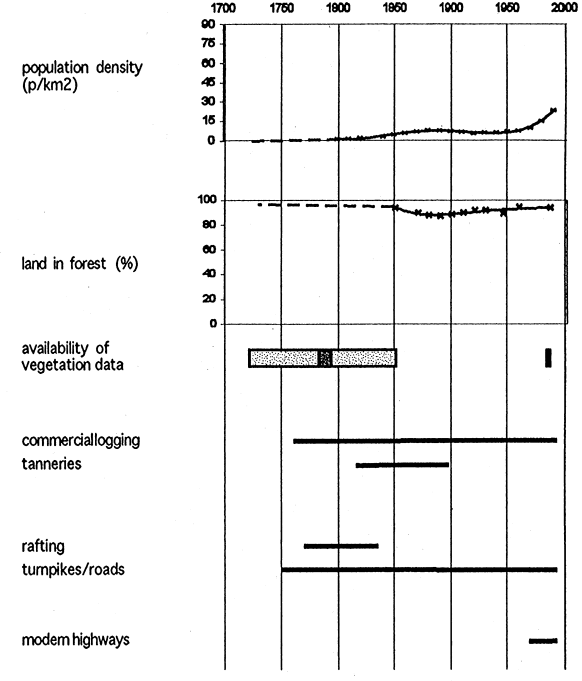 1700 1750 1800 1850 1900 1950 2000
90
75
60
45
30
15
0
population density
(p/km2)
100
80
60
40
20
0
land in forest (%)
availability of
vegetation data
commerciallogging
tanneries
rafting
turnpikes/roads
modern highways